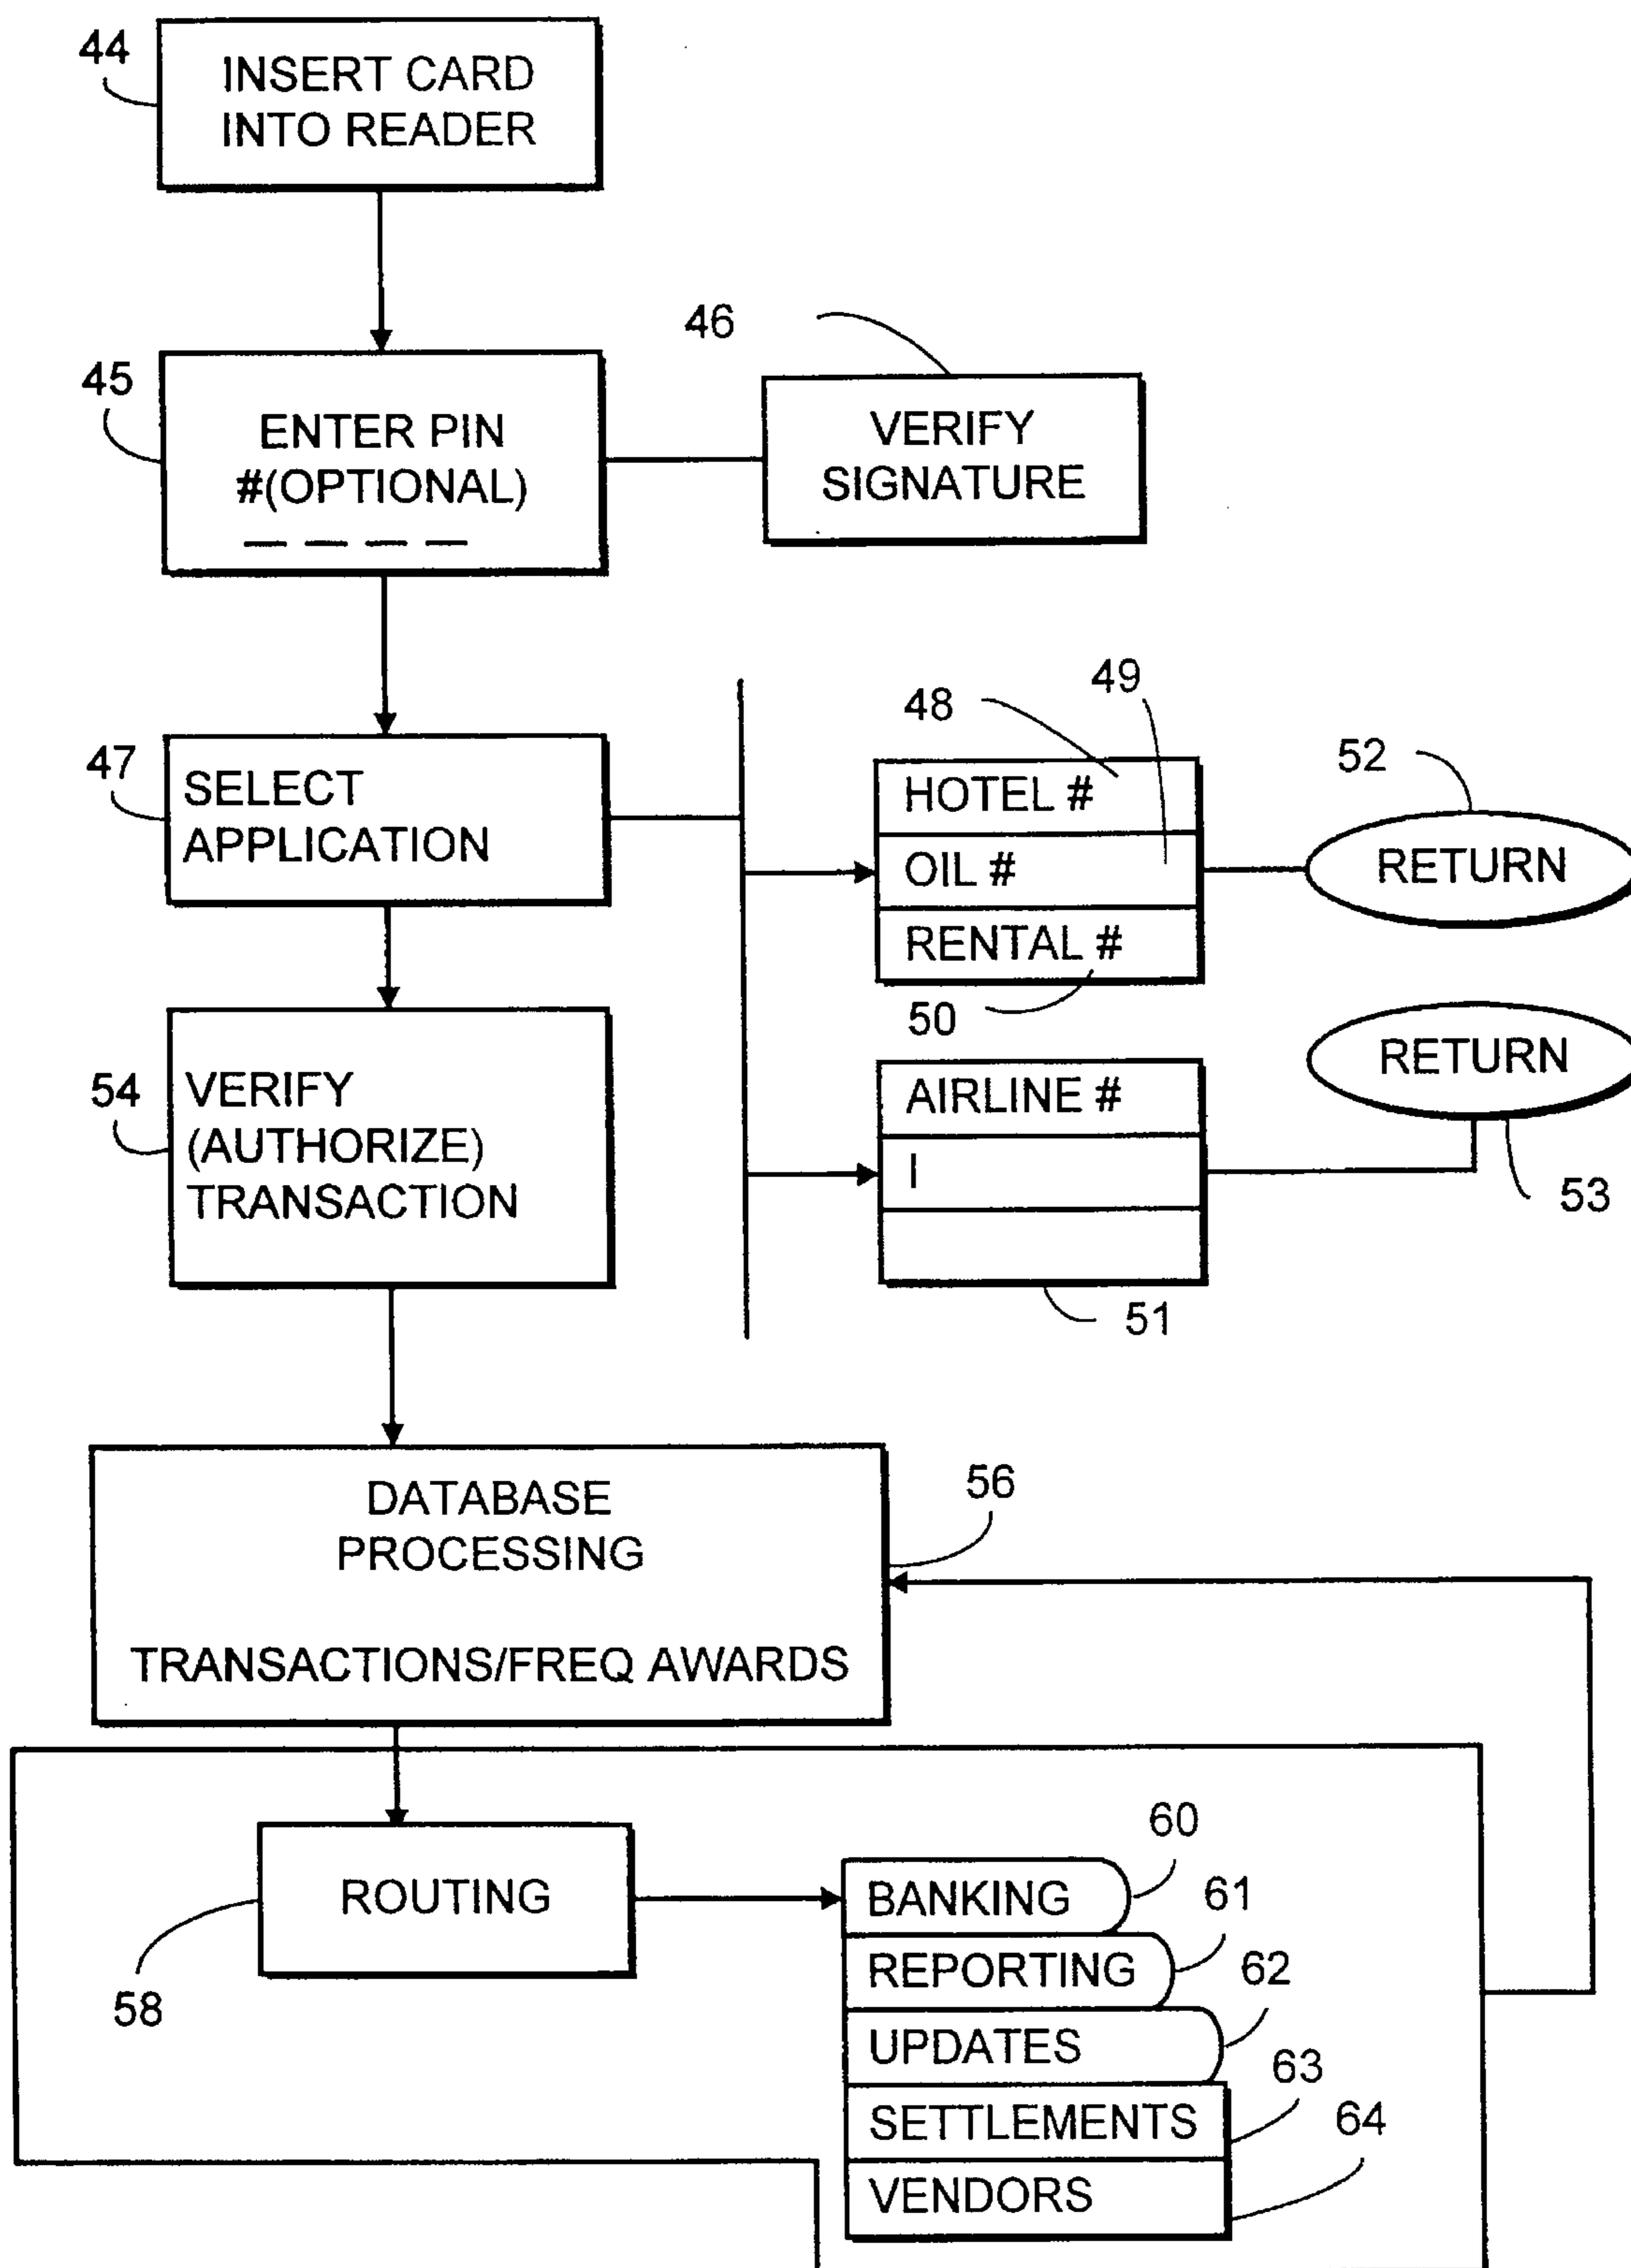 44
INSERT CARD
INTO READER
46
45
ENTER PIN
#(OPTIONAL)
VERIFY
SIGNATURE
49
48
52
47
SELECT
APPLICATION
HOTEL #
OIL #
RENTAL #
RETURN
50
54
VERIFY
(AUTHORIZE)
TRANSACTION
AIRLINE #
I
RETURN
53
51
DATABASE
PROCESSING
TRANSACTIONS/FREQ AWARDS
56
ROUTING
58
60
BANKING
61
REPORTING
62
UPDATES
63
SETTLEMENTS
64
VENDORS